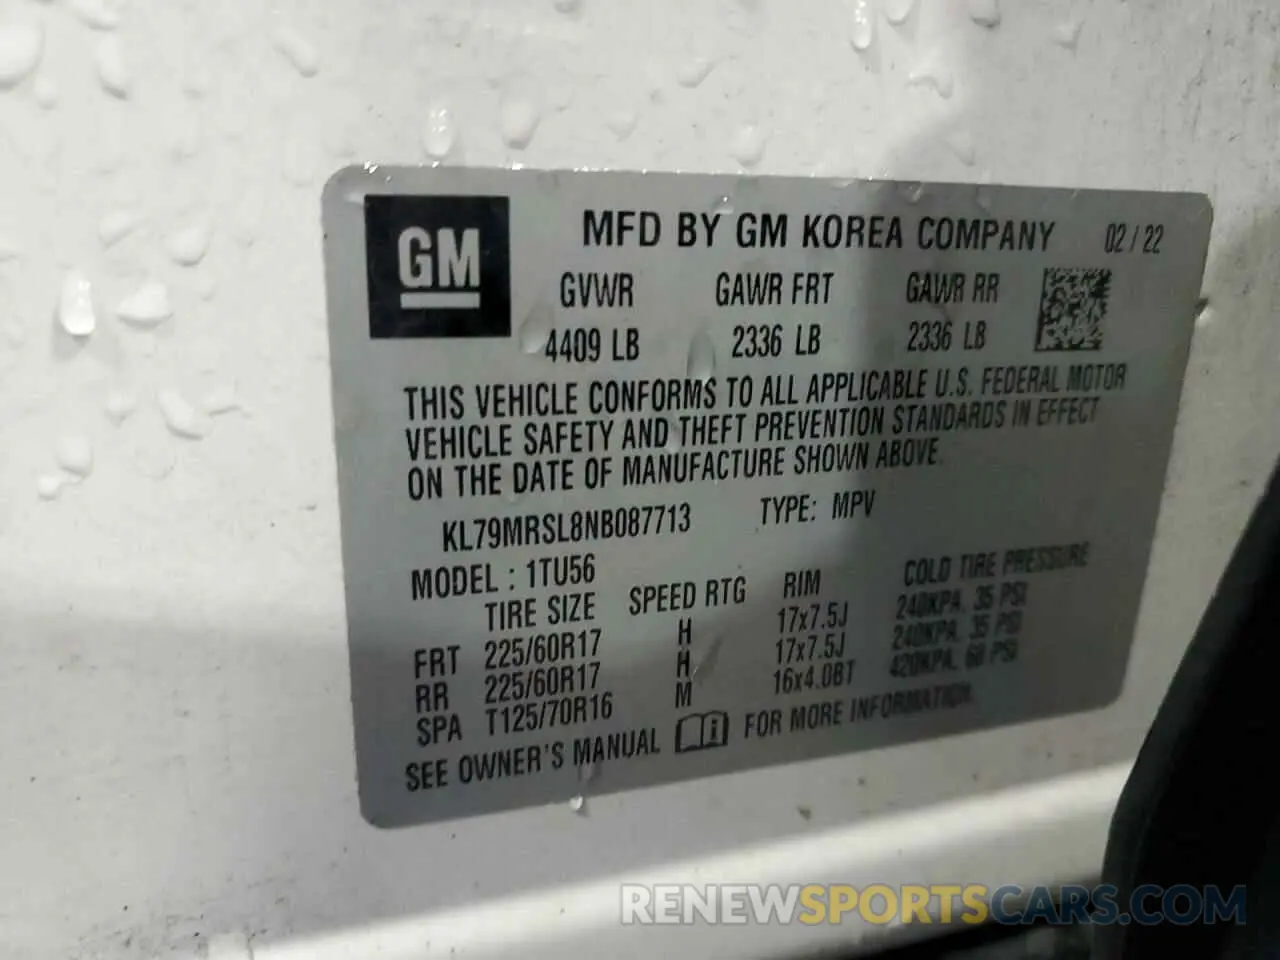 GM
MFD BY GM KOREA COMPANY 02 / 22
GVWR GAWR FRT GAWR RR
4409 LB 2336 LB 2336 LB
THIS VEHICLE CONFORMS TO ALL APPLICABLE U.S. FEDERAL MOTOR
VEHICLE SAFETY AND THEFT PREVENTION STANDARDS IN EFFECT
ON THE DATE OF MANUFACTURE SHOWN ABOVE.
KL79MRSL8NB087713 TYPE: MPV
MODEL : 1TU56
TIRE SIZE SPEED RTG RIM COLD TIRE PRESSURE
FRT 225/60R17 H 17x7.5J 240KPA. 35 PSI
RR 225/60R17 H 17x7.5J 240KPA. 35 PSI
SPA T125/70R16 M 16x4.0BT 420KPA. 60 PSI
SEE OWNER'S MANUAL FOR MORE INFORMATION.
RENEWSPORTSCARS.COM